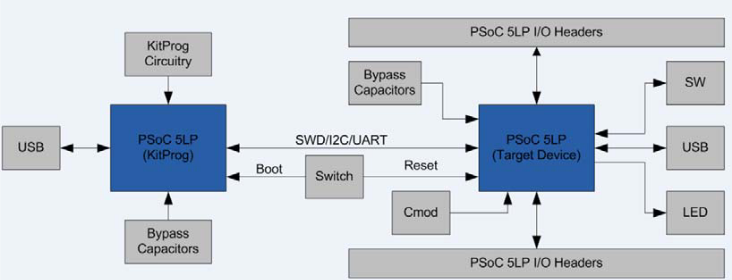 PSoC 5LP I/O Headers
KitProg
Circuitry
Bypass
Capacitors
SW
USB
PSoC 5LP
(KitProg)
SWD/I2C/UART
PSoC 5LP
(Target Device)
USB
Boot
Switch
Reset
Cmod
LED
Bypass
Capacitors
PSoC 5LP I/O Headers